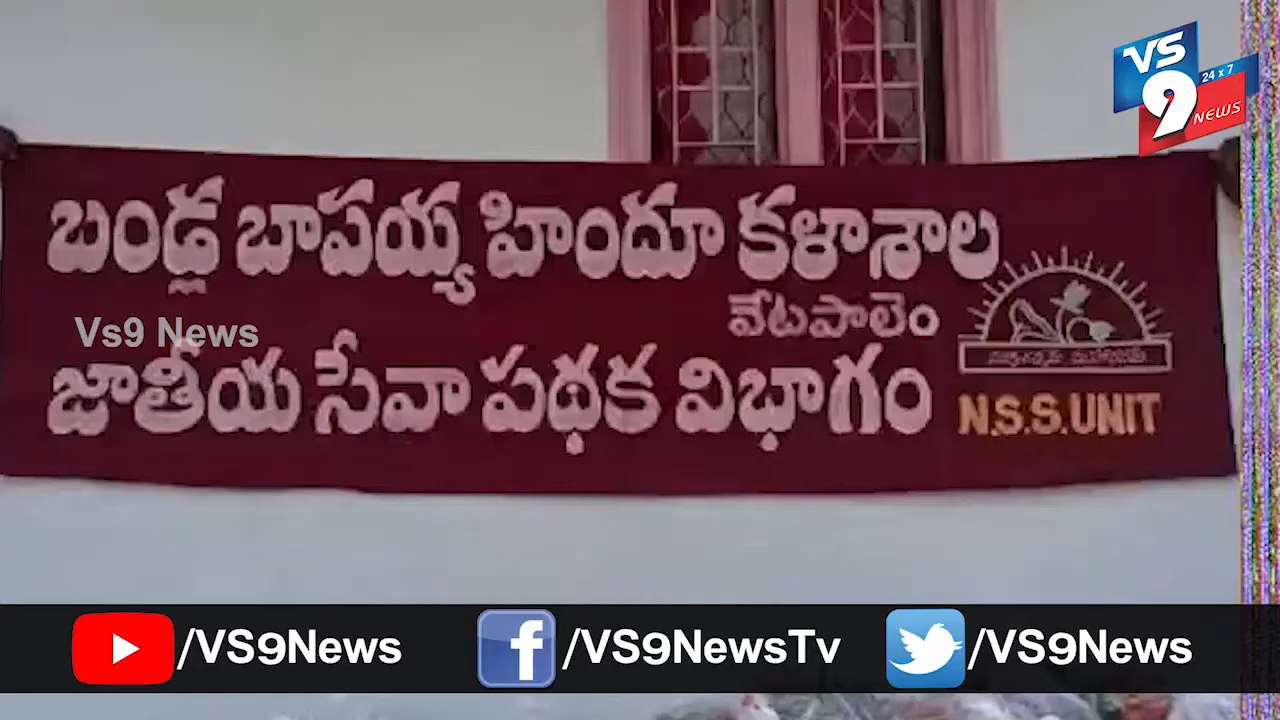 VS
24 x 7
9 NEWS
బండ్ల బాపయ్య హిందూ కళాశాల
వేటపాలెం
Vs9 News
జాతీయ సేవా పథక విభాగం
N.S.S.UNIT
/VS9News /VS9NewsTv /VS9News